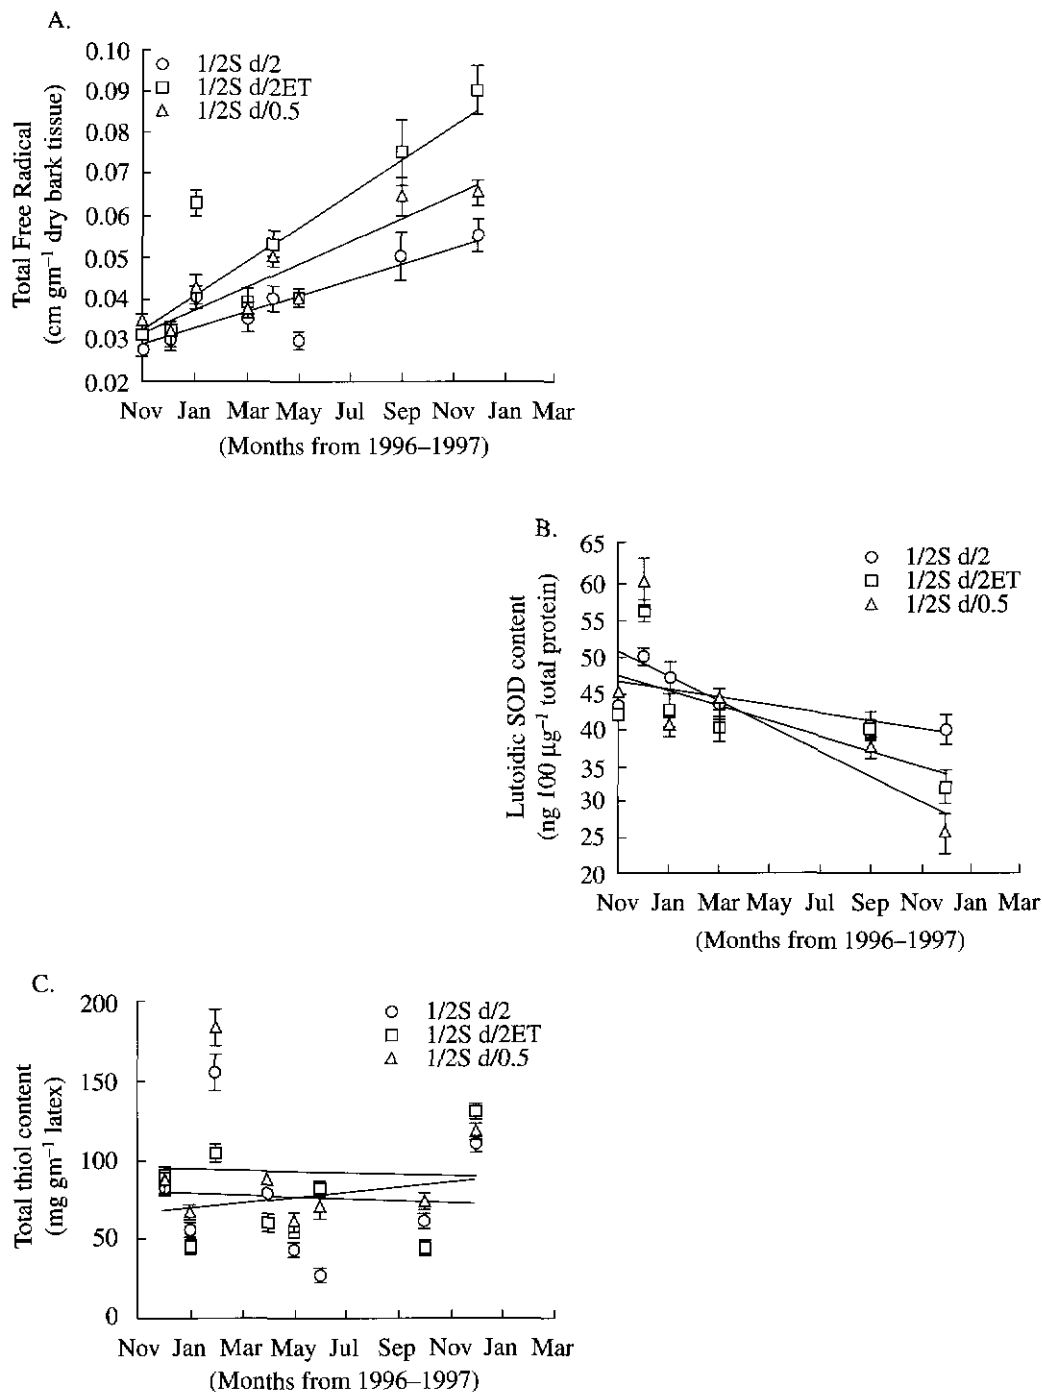 A.
0.10
0.09
0.08
0.07
0.06
0.05
0.04
0.03
0.02
Total Free Radical
(cm gm⁻¹ dry bark tissue)
1/2S d/2
1/2S d/2ET
1/2S d/0.5
Nov Jan Mar May Jul Sep Nov Jan Mar
(Months from 1996–1997)
B.
65
60
55
50
45
40
35
30
25
20
Lutoidic SOD content
(ng 100 µg⁻¹ total protein)
1/2S d/2
1/2S d/2ET
1/2S d/0.5
Nov Jan Mar May Jul Sep Nov Jan Mar
(Months from 1996–1997)
C.
200
150
100
50
0
Total thiol content
(mg gm⁻¹ latex)
1/2S d/2
1/2S d/2ET
1/2S d/0.5
Nov Jan Mar May Jul Sep Nov Jan Mar
(Months from 1996–1997)